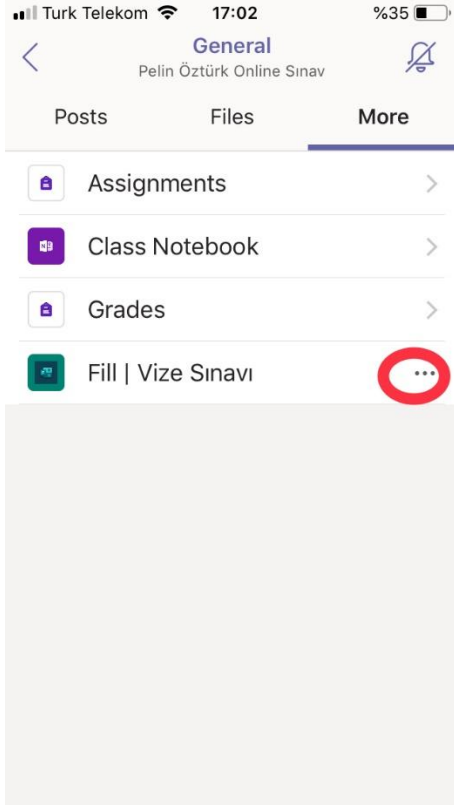 Turk Telekom 17:02 %35
General
Pelin Öztürk Online Sınav
Posts Files More
Assignments
Class Notebook
Grades
Fill | Vize Sınavı ...